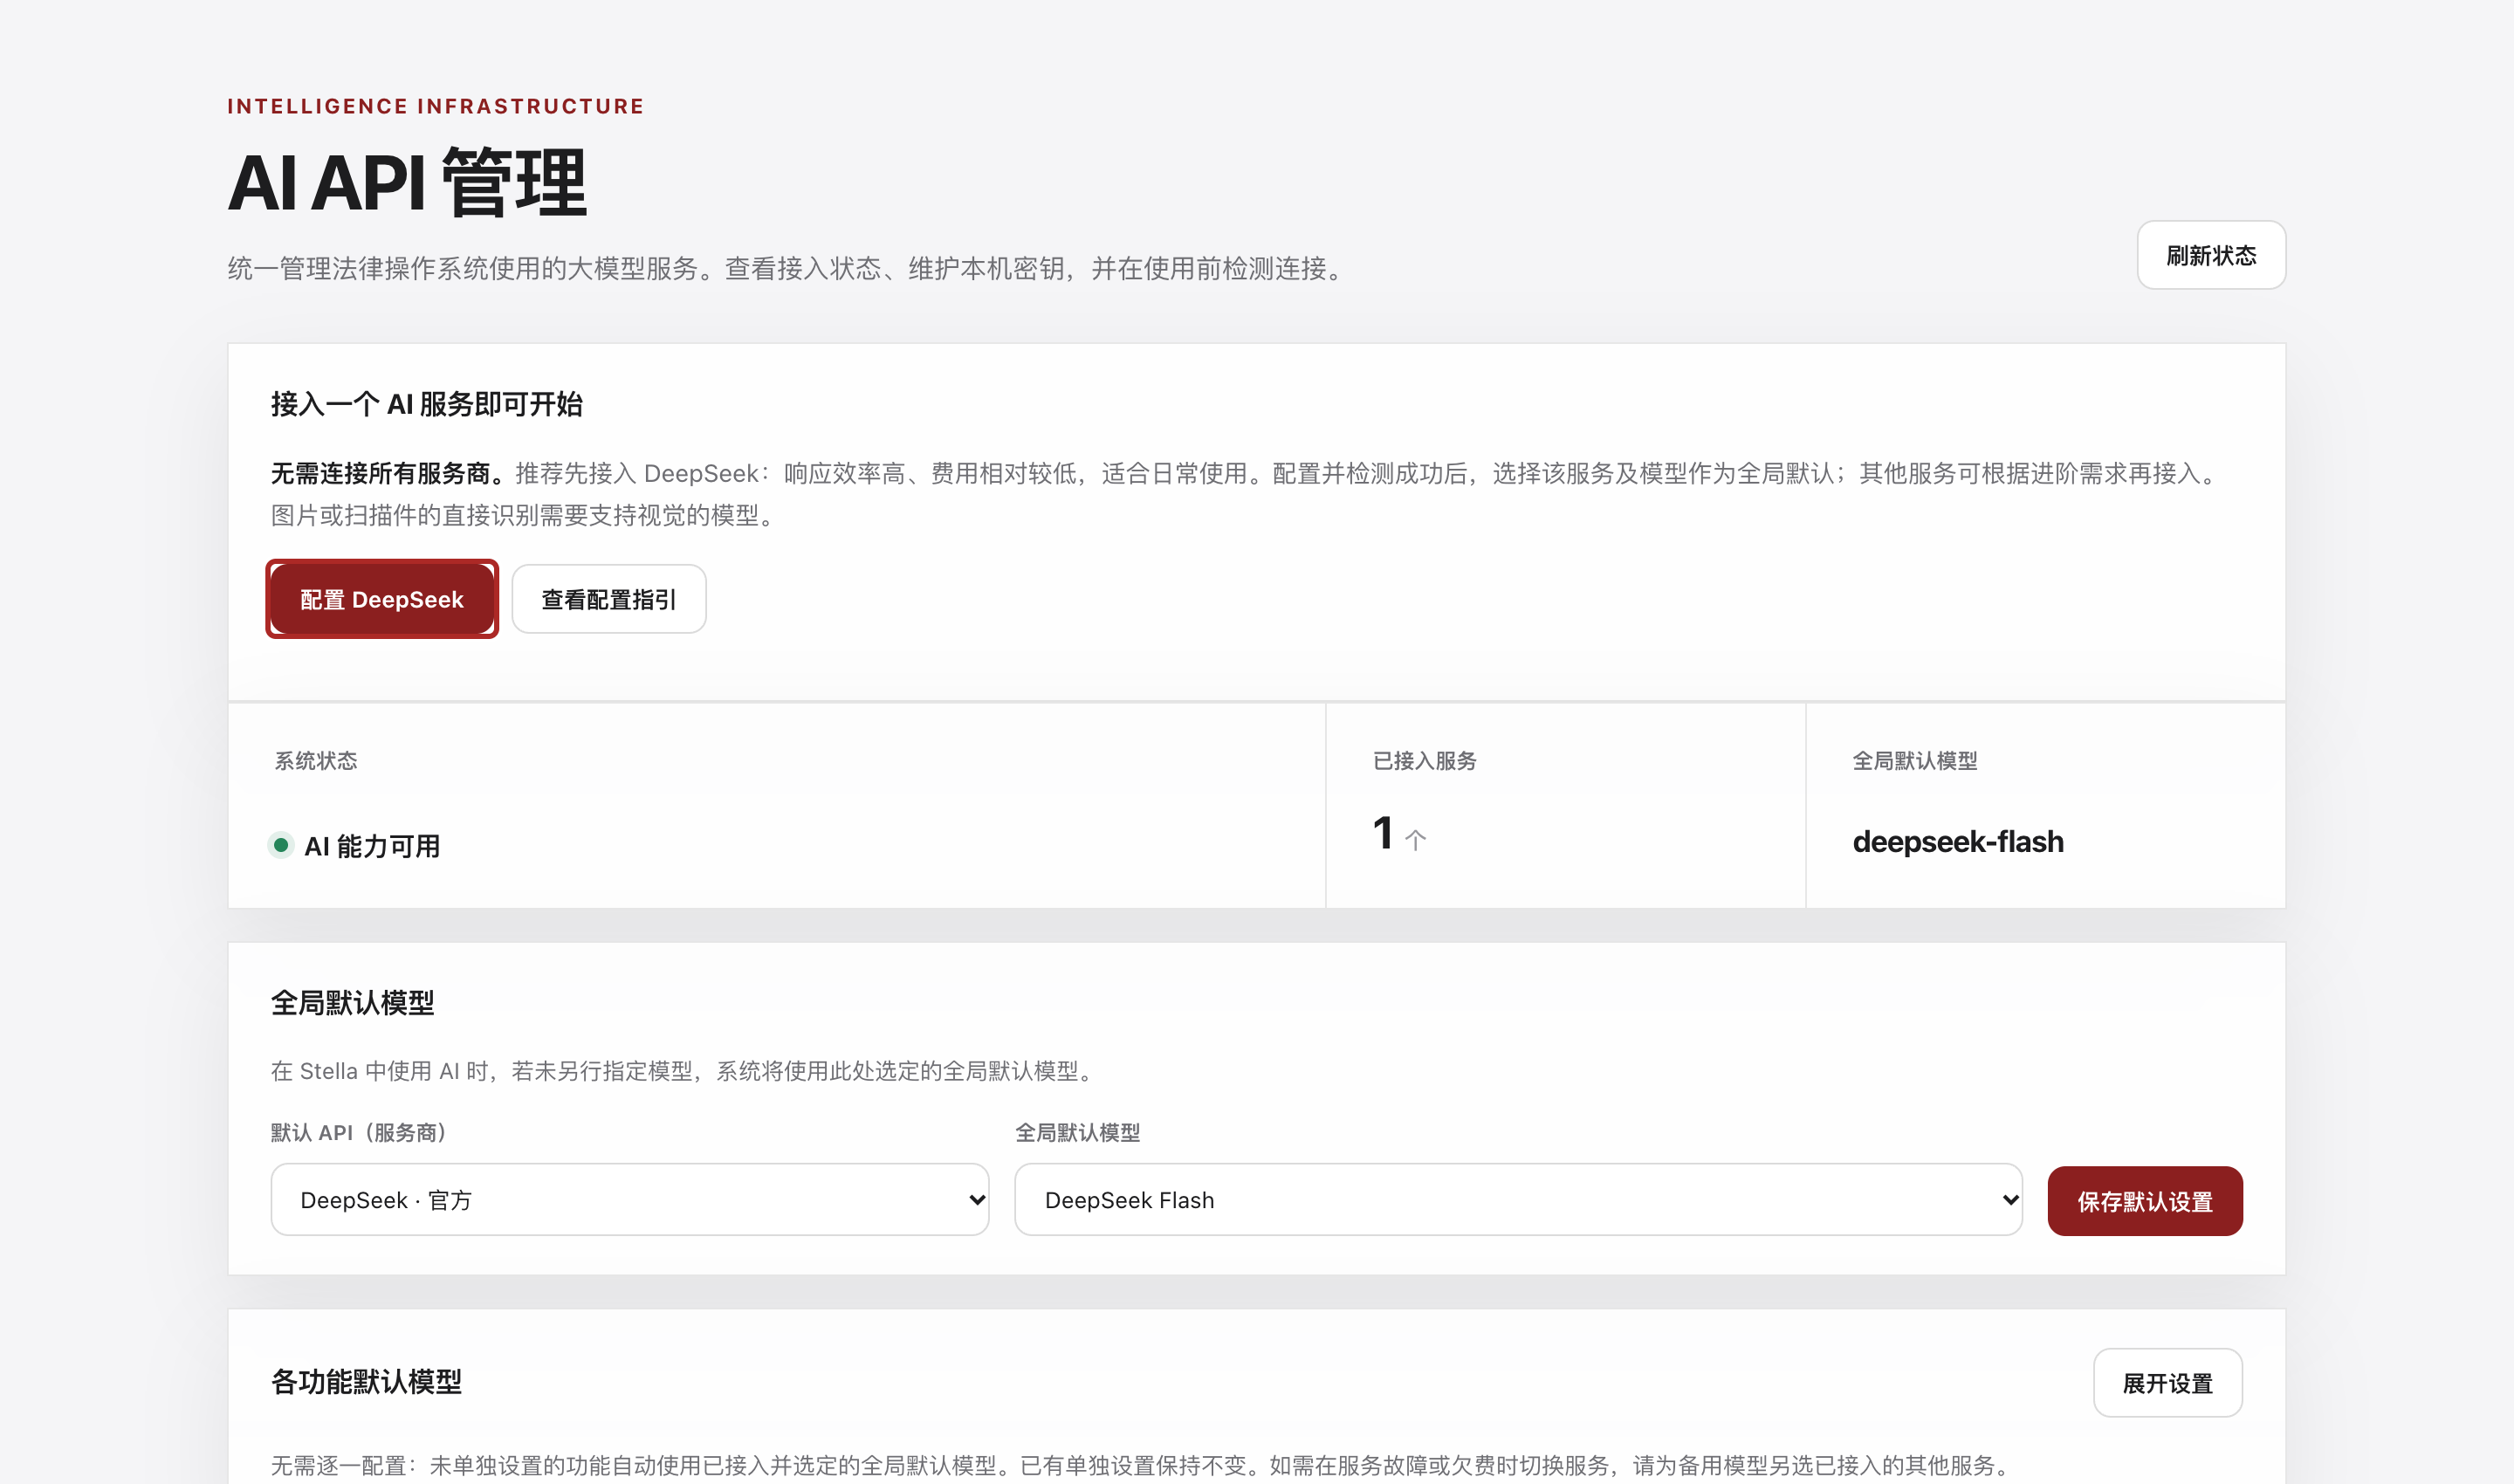 INTELLIGENCE INFRASTRUCTURE
AI API 管理
统一管理法律操作系统使用的大模型服务。查看接入状态、维护本机密钥，并在使用前检测连接。
刷新状态
接入一个 AI 服务即可开始
无需连接所有服务商。推荐先接入 DeepSeek：响应效率高、费用相对较低，适合日常使用。配置并检测成功后，选择该服务及模型作为全局默认；其他服务可根据进阶需求再接入。
图片或扫描件的直接识别需要支持视觉的模型。
配置 DeepSeek
查看配置指引
系统状态
AI 能力可用
已接入服务
1 个
全局默认模型
deepseek-flash
全局默认模型
在 Stella 中使用 AI 时，若未另行指定模型，系统将使用此处选定的全局默认模型。
默认 API（服务商）
DeepSeek · 官方
全局默认模型
DeepSeek Flash
保存默认设置
各功能默认模型
展开设置
无需逐一配置：未单独设置的功能自动使用已接入并选定的全局默认模型。已有单独设置保持不变。如需在服务故障或欠费时切换服务，请为备用模型另选已接入的其他服务。